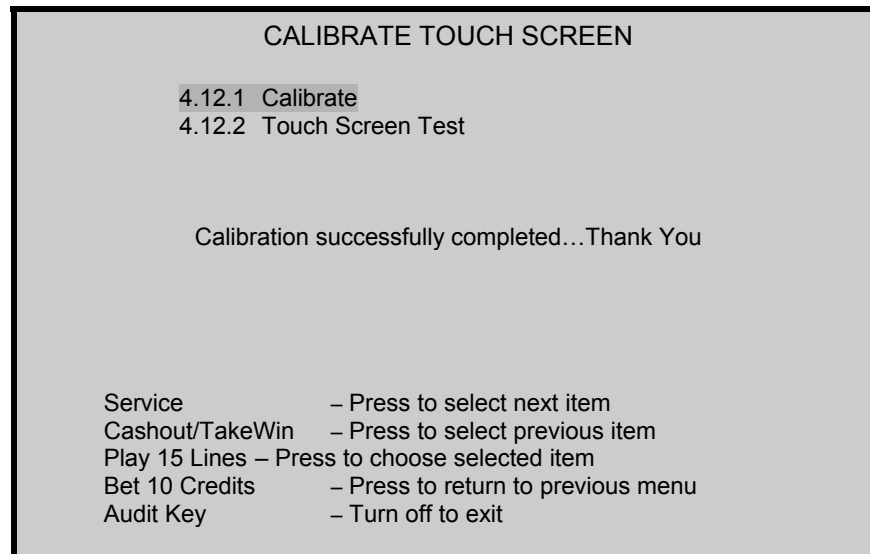 CALIBRATE TOUCH SCREEN
4.12.1 Calibrate
4.12.2 Touch Screen Test
Calibration successfully completed…Thank You
Service – Press to select next item
Cashout/TakeWin – Press to select previous item
Play 15 Lines – Press to choose selected item
Bet 10 Credits – Press to return to previous menu
Audit Key – Turn off to exit